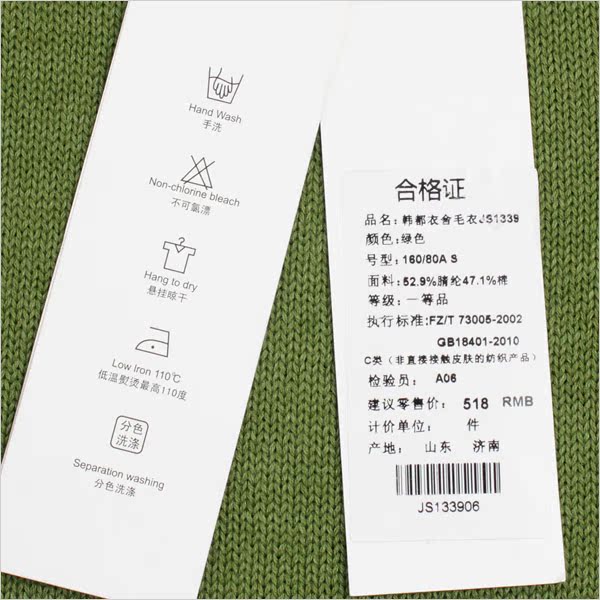 Hand Wash
手洗
Non-chlorine bleach
不可氯漂
Hang to dry
悬挂晾干
Low Iron 110℃
低温熨烫最高110度
分色
洗涤
Separation washing
分色洗涤
合格证
品名：韩都衣舍毛衣JS1339
颜色：绿色
号型：160/80A S
面料：52.9%腈纶47.1%棉
等级：一等品
执行标准：FZ/T 73005-2002
GB18401-2010
C类（非直接接触皮肤的纺织产品）
检验员： A06
建议零售价： 518 RMB
计价单位： 件
产地： 山东 济南
JS133906